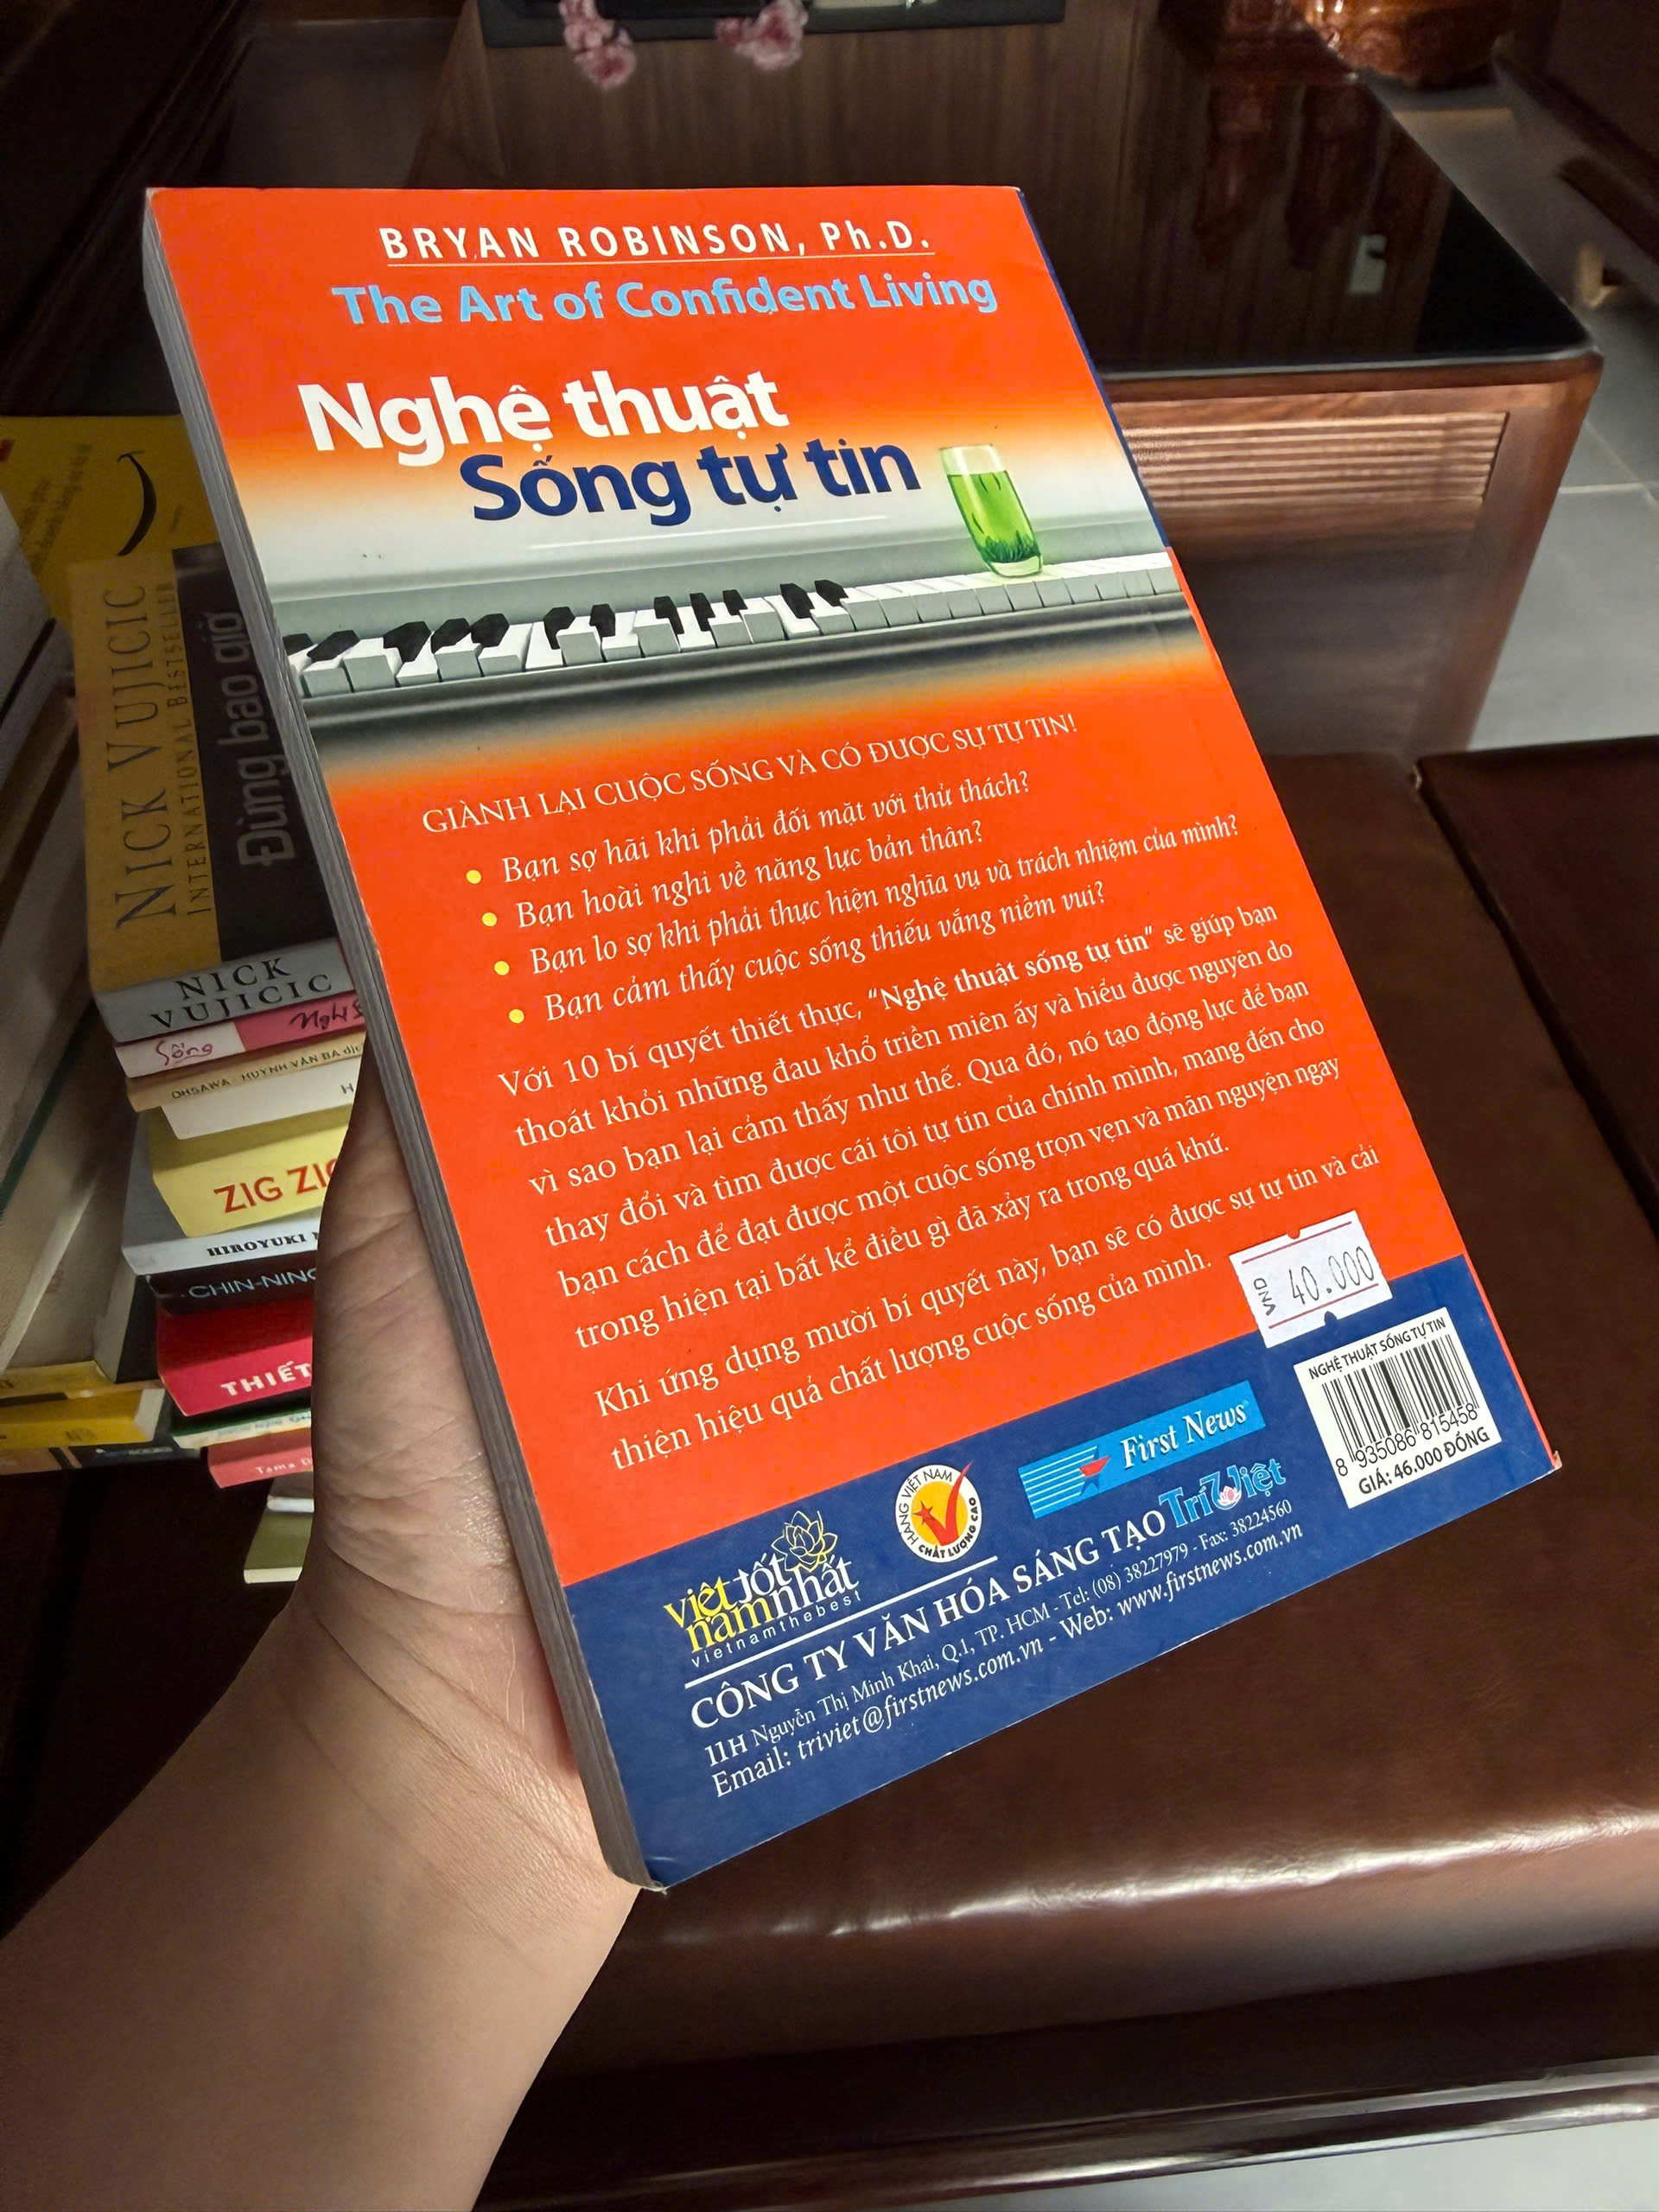 BRYAN ROBINSON, Ph.D.
The Art of Confident Living
Nghệ thuật
Sống tự tin
GIÀNH LẠI CUỘC SỐNG VÀ CÓ ĐƯỢC SỰ TỰ TIN!
• Bạn sợ hãi khi phải đối mặt với thử thách?
• Bạn hoài nghi về năng lực bản thân?
• Bạn lo sợ khi phải thực hiện nghĩa vụ và trách nhiệm của mình?
• Bạn cảm thấy cuộc sống thiếu vắng niềm vui?
Với 10 bí quyết thiết thực, "Nghệ thuật sống tự tin" sẽ giúp bạn
thoát khỏi những đau khổ triền miên ấy và hiểu được nguyên do
vì sao bạn lại cảm thấy như thế. Qua đó, nó tạo động lực để bạn
thay đổi và tìm được cái tôi tự tin của chính mình, mang đến cho
bạn cách để đạt được một cuộc sống trọn vẹn và mãn nguyện ngay
trong hiện tại bất kể điều gì đã xảy ra trong quá khứ.
Khi ứng dụng mười bí quyết này, bạn sẽ có được sự tự tin và cải
thiện hiệu quả chất lượng cuộc sống của mình.
VND 40.000
NGHỆ THUẬT SỐNG TỰ TIN
8 935086 815458
GIÁ: 46.000 ĐỒNG
First News
HÀNG VIỆT NAM
CHẤT LƯỢNG CAO
việt tốt
nam nhất
vietnamthebest
CÔNG TY VĂN HÓA SÁNG TẠO Trí Việt
11H Nguyễn Thị Minh Khai, Q.1, TP. HCM - Tel: (08) 38227979 - Fax: 38224560
Email: triviet@firstnews.com.vn - Web: www.firstnews.com.vn
NICK VUJICIC
INTERNATIONAL BESTSELLER
Đừng bao giờ
NICK
VUJICIC
Sống
OHSAWA HUỲNH VĂN BA
ZIG
HIROYUKI
CHIN-NING
THIẾT
Tama